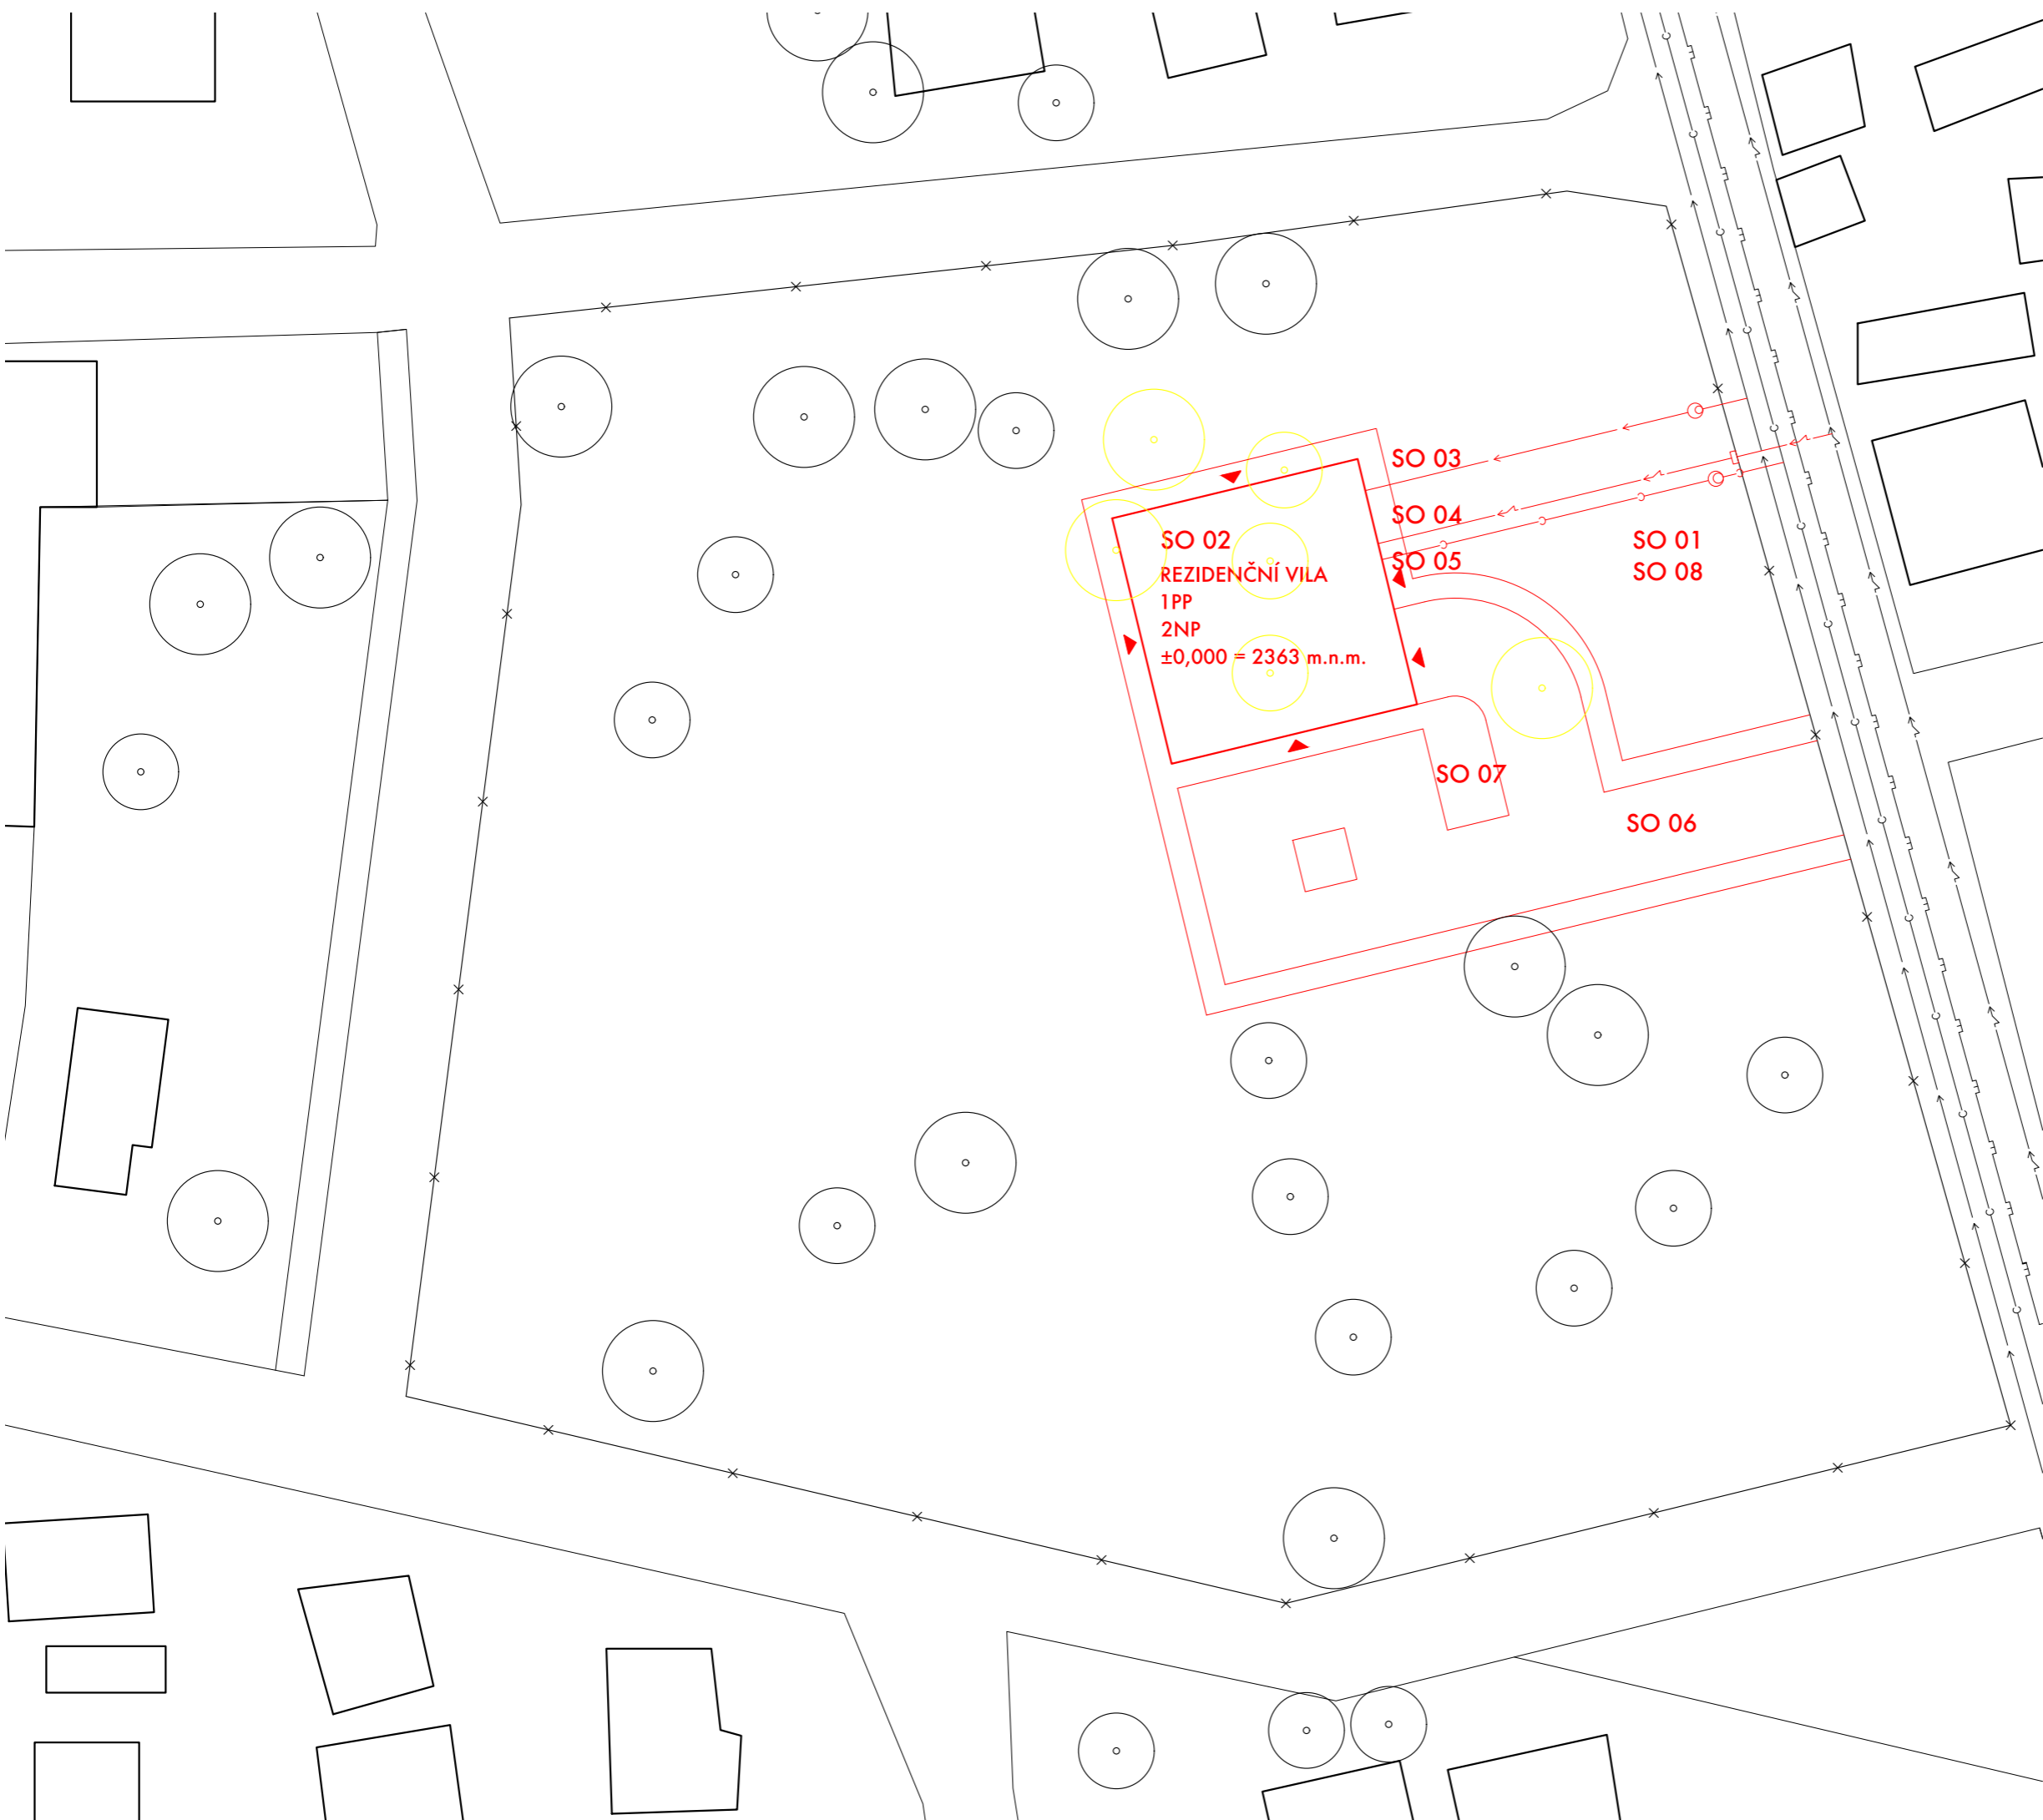 SO 03
SO 04
SO 05
SO 01
SO 08
SO 02
REZIDENČNÍ VILA
1PP
2NP
±0,000 = 2363 m.n.m.
SO 07
SO 06